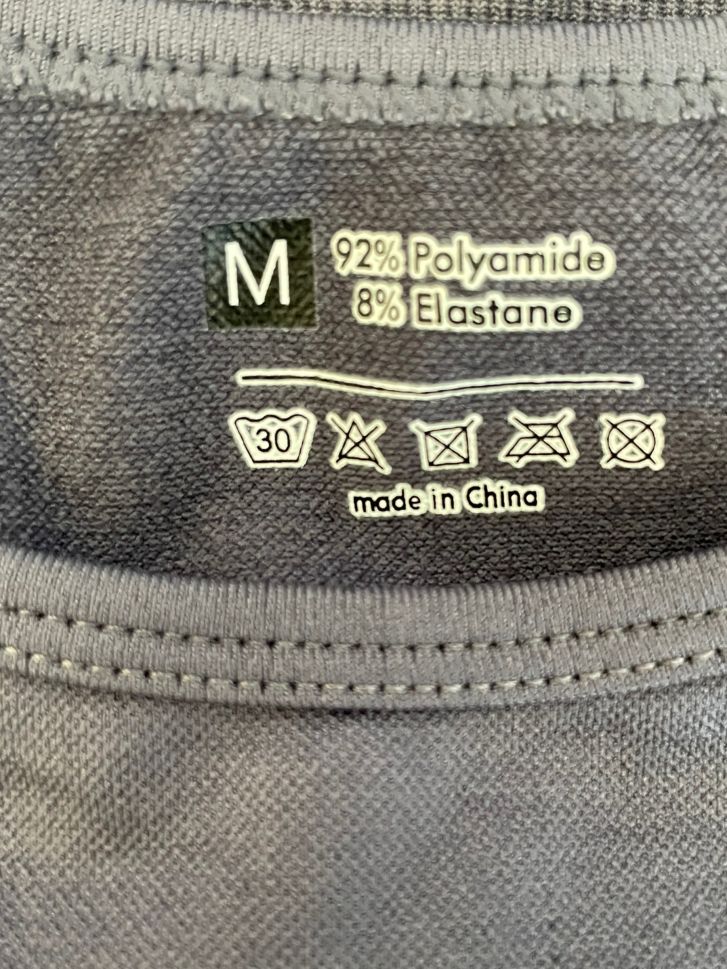 M
92% Polyamide
8% Elastane
30
made in China